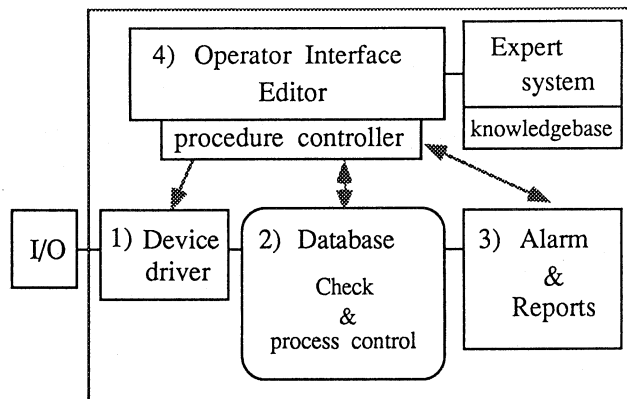 4) Operator Interface
Editor
procedure controller
Expert
system
knowledgebase
I/O
1) Device
driver
2) Database
Check
&
process control
3) Alarm
&
Reports